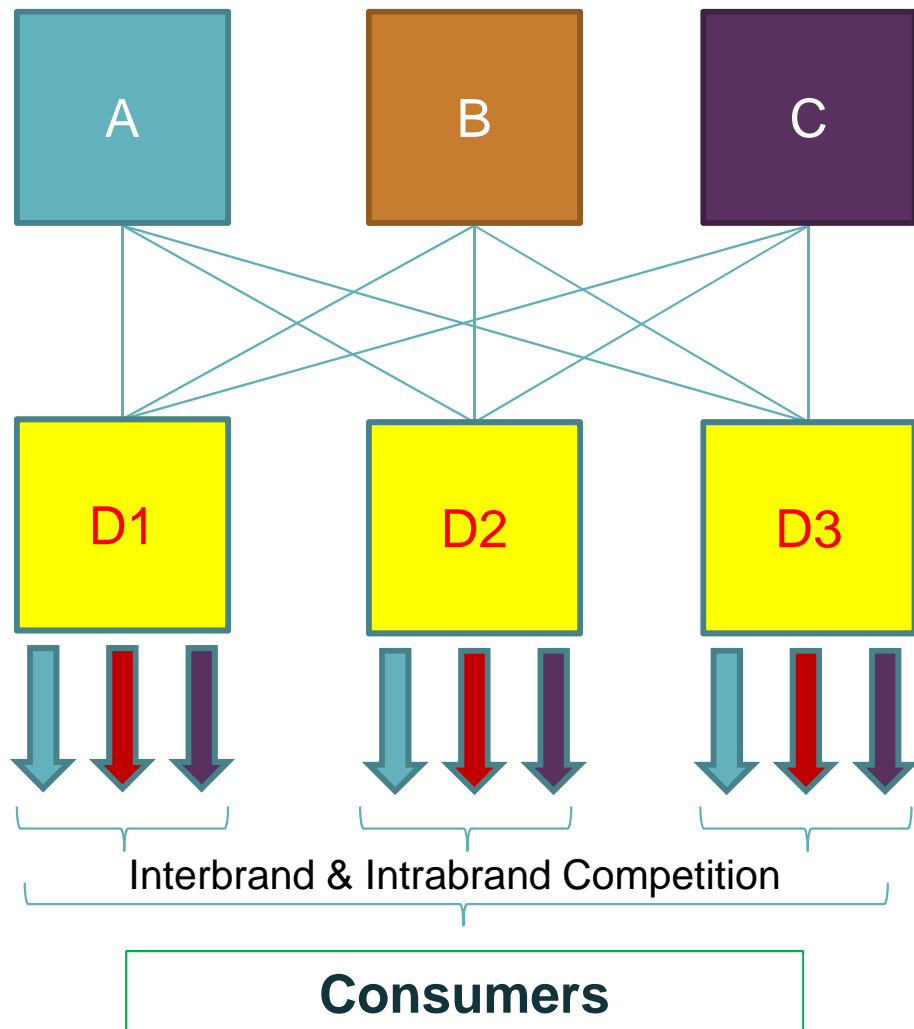 A
B
C
D1
D2
D3
Interbrand & Intrabrand Competition
Consumers